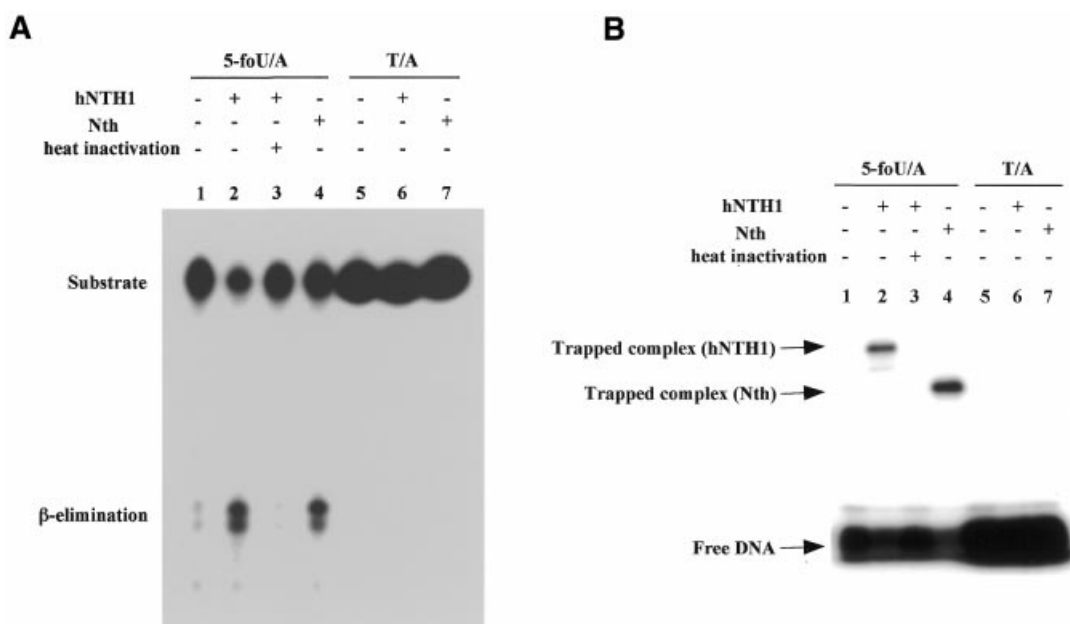 A
5-foU/A T/A
hNTH1 - + + - - + -
Nth - - - + - - +
heat inactivation - - + - - - -
1 2 3 4 5 6 7
Substrate
β-elimination
B
5-foU/A T/A
hNTH1 - + + - - + -
Nth - - - + - - +
heat inactivation - - + - - - -
1 2 3 4 5 6 7
Trapped complex (hNTH1)
Trapped complex (Nth)
Free DNA